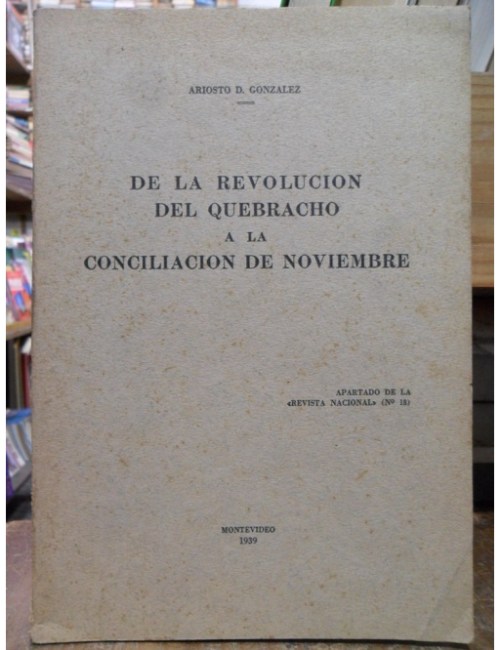 ARIOSTO D. GONZALEZ
DE LA REVOLUCION
DEL QUEBRACHO
A LA
CONCILIACION DE NOVIEMBRE
APARTADO DE LA
«REVISTA NACIONAL» (Nº 18)
MONTEVIDEO
1939